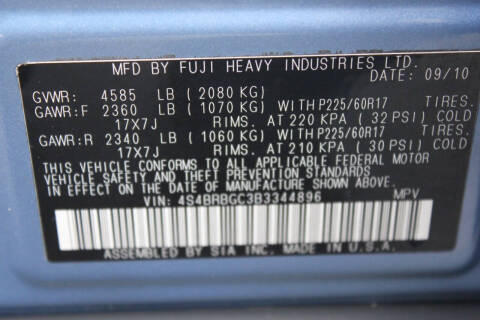 MFD BY FUJI HEAVY INDUSTRIES LTD.
DATE: 09/10
GVWR: 4585 LB (2080 KG)
GAWR:F 2360 LB (1070 KG) WITH P225/60R17 TIRES.
17X7J RIMS. AT 220 KPA (32 PSI) COLD
GAWR:R 2340 LB (1060 KG) WITH P225/60R17 TIRES.
17X7J RIMS. AT 210 KPA (30 PSI) COLD
THIS VEHICLE CONFORMS TO ALL APPLICABLE FEDERAL MOTOR
VEHICLE SAFETY AND THEFT PREVENTION STANDARDS
IN EFFECT ON THE DATE OF MANUFACTURE SHOWN ABOVE.
VIN: 4S4BRBGC3B3344896 MPV
ASSEMBLED BY SIA INC. MADE IN U.S.A.